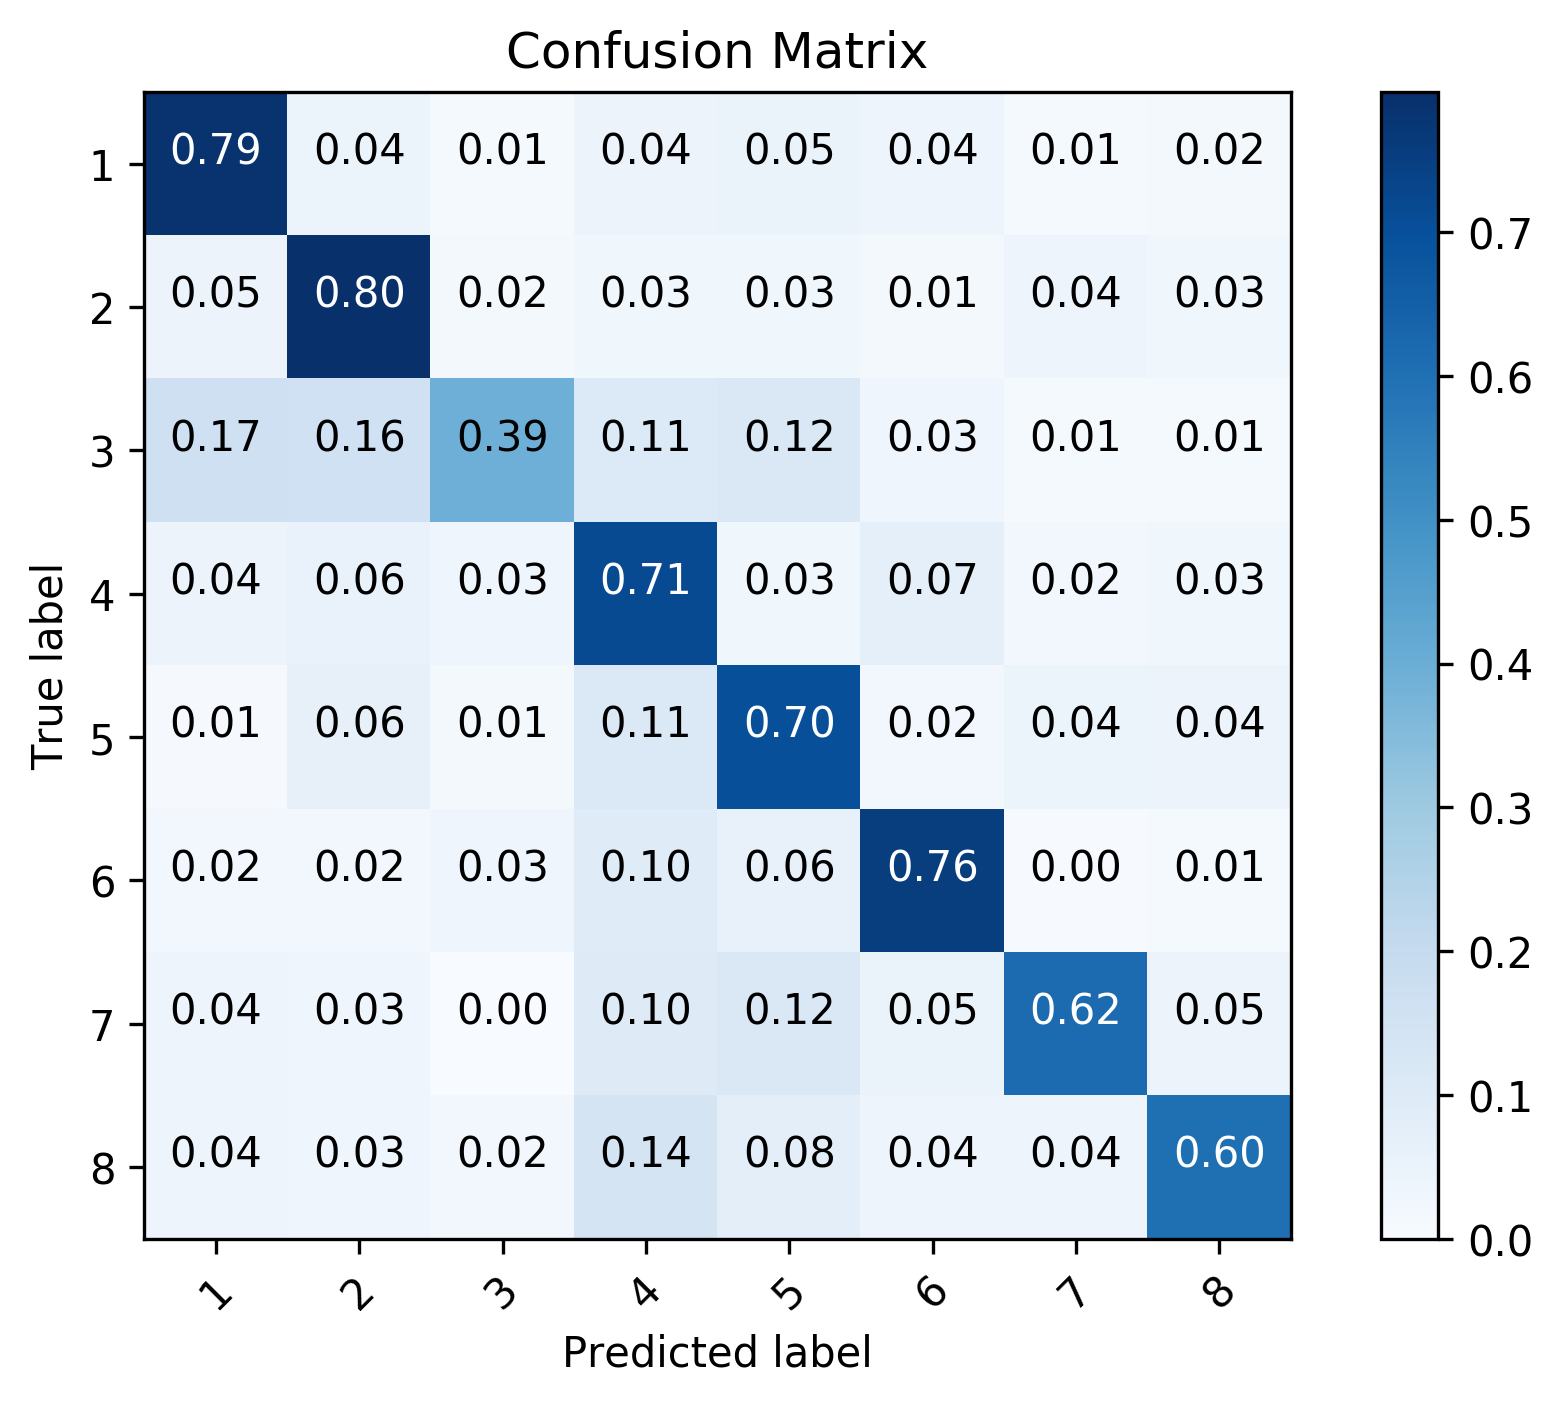 Confusion Matrix
1 0.79 0.04 0.01 0.04 0.05 0.04 0.01 0.02
2 0.05 0.80 0.02 0.03 0.03 0.01 0.04 0.03
3 0.17 0.16 0.39 0.11 0.12 0.03 0.01 0.01
4 0.04 0.06 0.03 0.71 0.03 0.07 0.02 0.03
5 0.01 0.06 0.01 0.11 0.70 0.02 0.04 0.04
6 0.02 0.02 0.03 0.10 0.06 0.76 0.00 0.01
7 0.04 0.03 0.00 0.10 0.12 0.05 0.62 0.05
8 0.04 0.03 0.02 0.14 0.08 0.04 0.04 0.60
1 2 3 4 5 6 7 8
Predicted label
True label
0.7
0.6
0.5
0.4
0.3
0.2
0.1
0.0